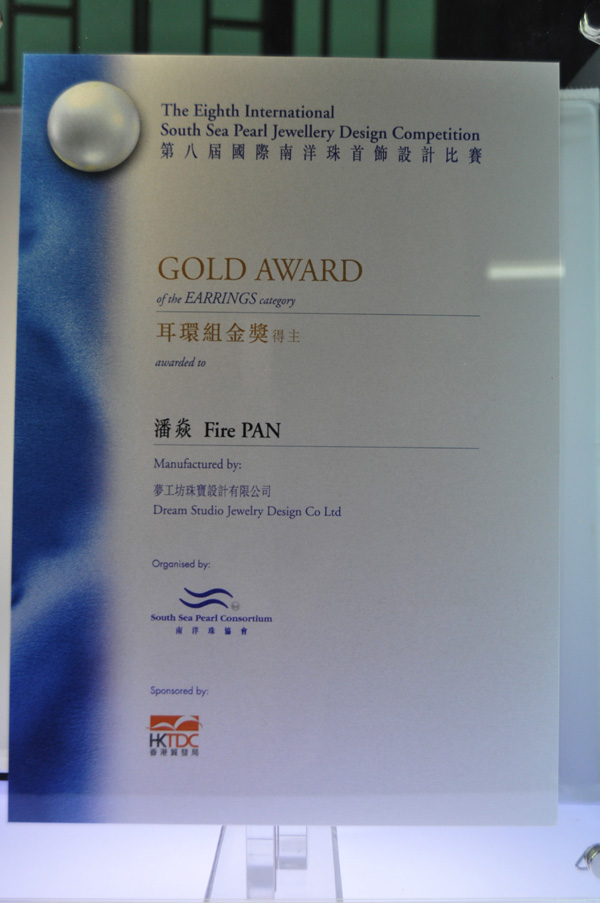 The Eighth International
South Sea Pearl Jewellery Design Competition
第八屆國際南洋珠首飾設計比賽
GOLD AWARD
of the EARRINGS category
耳環組金獎得主
awarded to
潘焱 Fire PAN
Manufactured by:
夢工坊珠寶設計有限公司
Dream Studio Jewelry Design Co Ltd
Organised by:
South Sea Pearl Consortium
南洋珠協會
Sponsored by:
HKTDC
香港貿發局